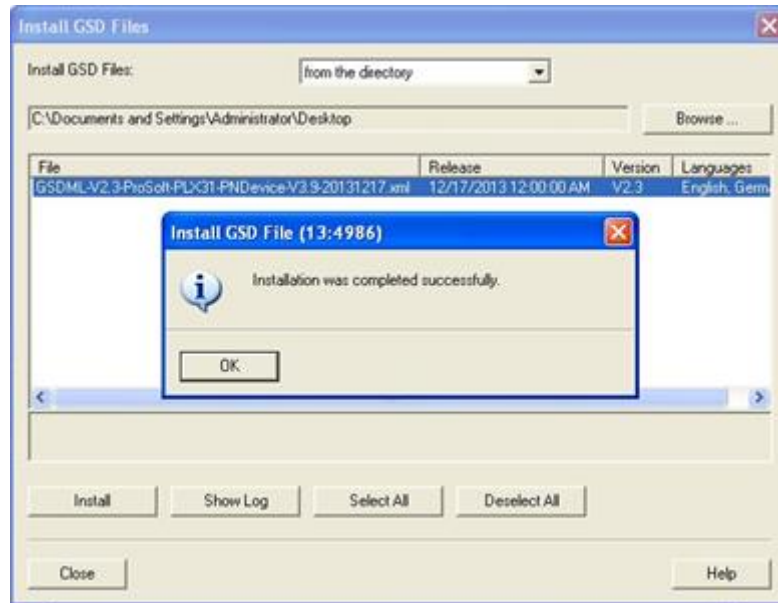 Install GSD Files
Install GSD Files:
from the directory
C:\Documents and Settings\Administrator\Desktop
Browse ...
File Release Version Languages
GSDML-V2.3-ProSoft-PLX31-PNDevice-V3.9-20131217.xml 12/17/2013 12:00:00 AM V2.3 English, Germ
Install GSD File (13:4986)
Installation was completed successfully.
OK
Install Show Log Select All Deselect All
Close Help